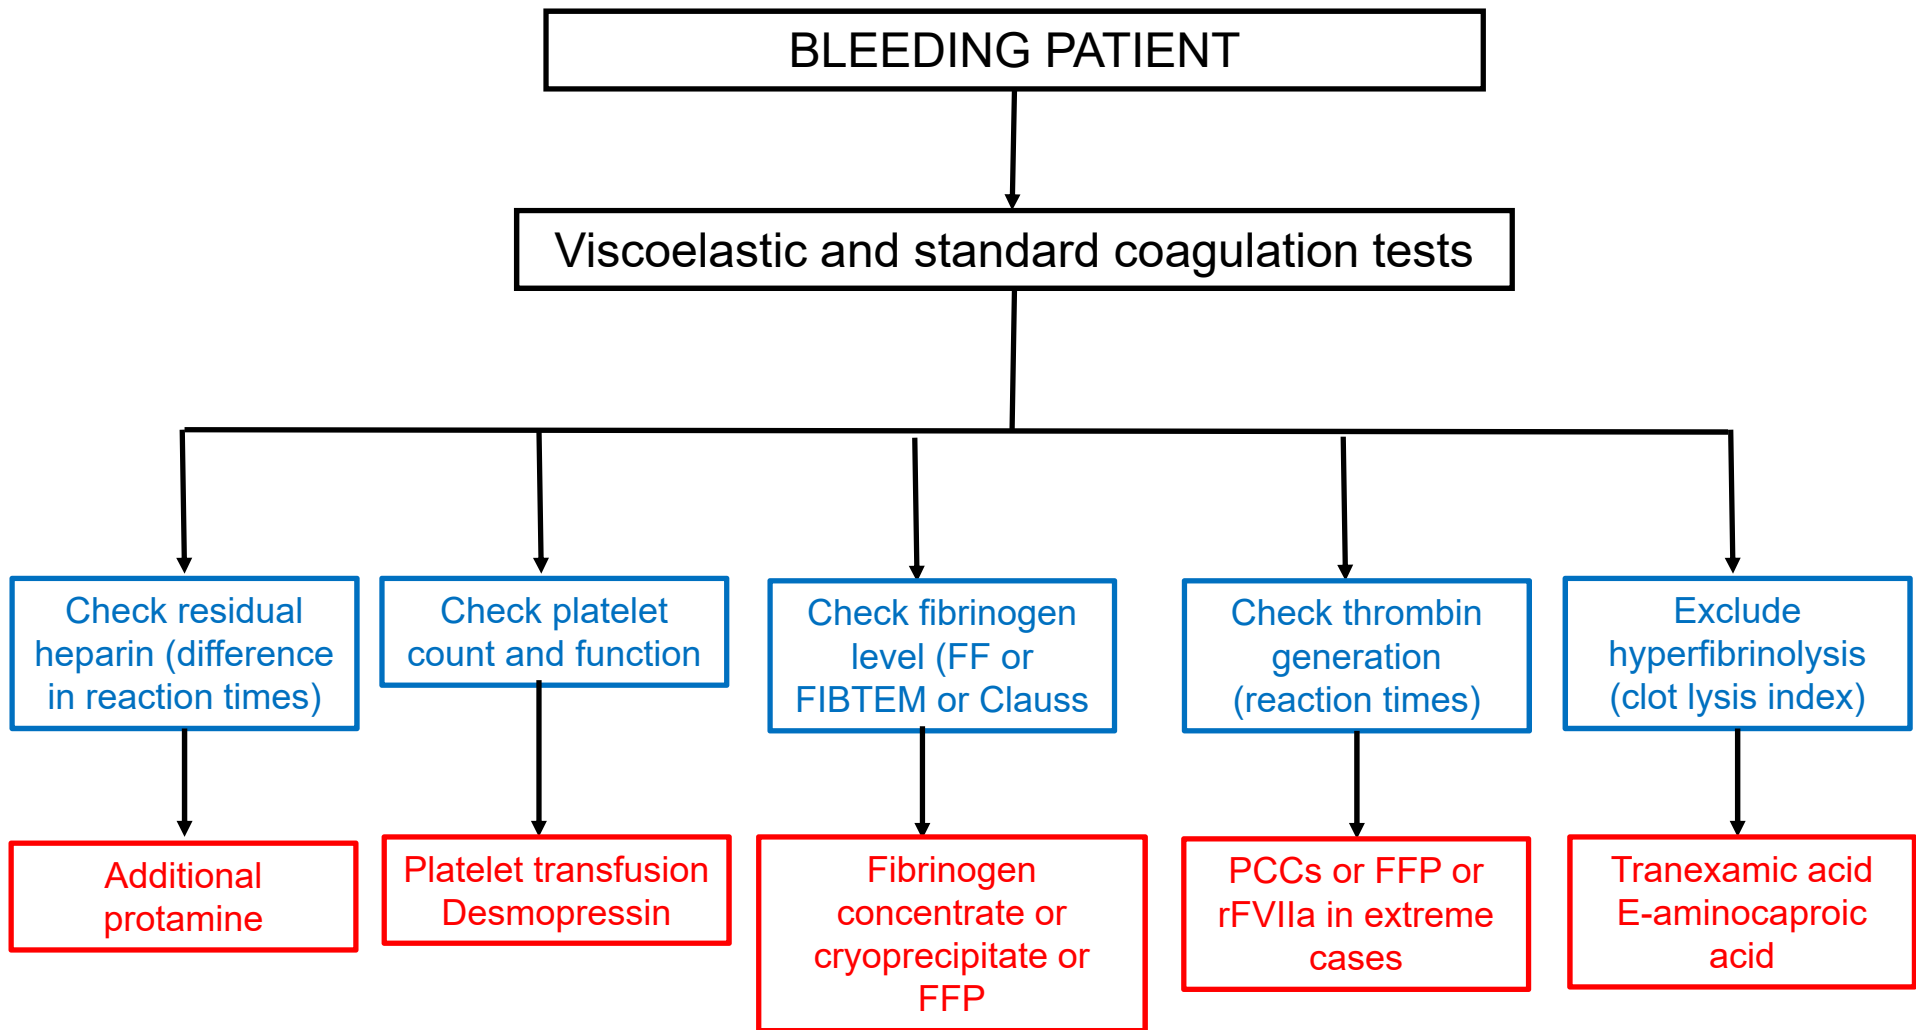 BLEEDING PATIENT
Viscoelastic and standard coagulation tests
Check residual
heparin (difference
in reaction times)
Check platelet
count and function
Check fibrinogen
level (FF or
FIBTEM or Clauss
Check thrombin
generation
(reaction times)
Exclude
hyperfibrinolysis
(clot lysis index)
Additional
protamine
Platelet transfusion
Desmopressin
Fibrinogen
concentrate or
cryoprecipitate or
FFP
PCCs or FFP or
rFVIIa in extreme
cases
Tranexamic acid
E-aminocaproic
acid